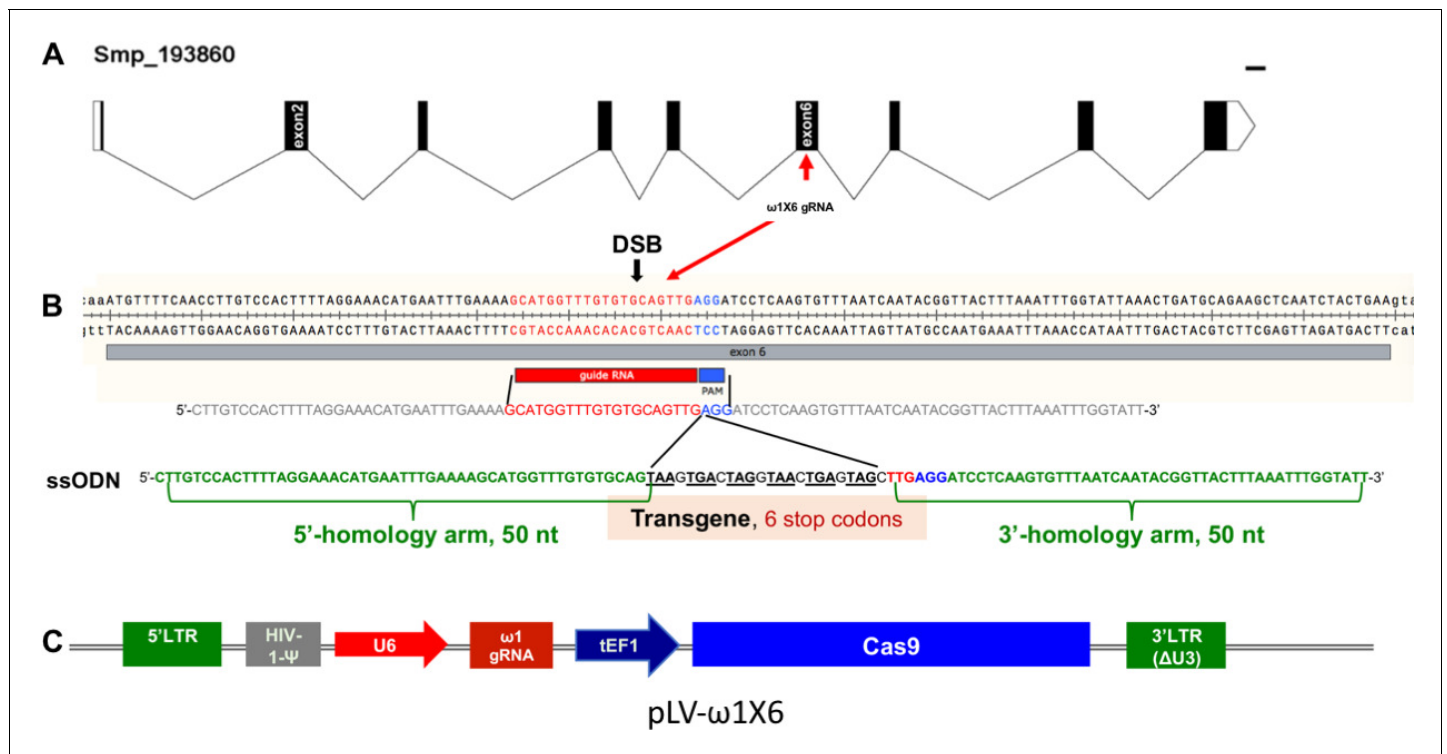 A Smp_193860
exon2
exon6
ω1X6 gRNA
DSB
B
:aaATGTTTTCAACCTTGTCCACTTTTAGGAAACATGAATTTGAAAAGCATGGTTTGTGTGCAGTTGAGGATCCTCAAGTGTTTAATCAATACGGTTACTTTAAATTTGGTATTAAACTGATGCAGAAGCTCAATCTACTGAAgta
gttTACAAAAGTTGGAACAGGTGAAAATCCTTTGTACTTAAACTTTTCGTACCAAACACACGTCAACTCCTAGGAGTTCACAAATTAGTTATGCCAATGAAATTTAAACCATAATTTGACTACGTCTTCGAGTTAGATGACTTcat
exon 6
guide RNA
PAM
5'-CTTGTCCACTTTTAGGAAACATGAATTTGAAAAGCATGGTTTGTGTGCAGTTGAGGATCCTCAAGTGTTTAATCAATACGGTTACTTTAAATTTGGTATT-3'
ssODN 5'-CTTGTCCACTTTTAGGAAACATGAATTTGAAAAGCATGGTTTGTGTGCAGTAAGTGACTAGGTAACTGAGTAGCTTGAGGATCCTCAAGTGTTTAATCAATACGGTTACTTTAAATTTGGTATT-3'
Transgene, 6 stop codons
5'-homology arm, 50 nt
3'-homology arm, 50 nt
C
5'LTR
HIV-
1-Ψ
U6
ω1
gRNA
tEF1
Cas9
3'LTR
(ΔU3)
pLV-ω1X6